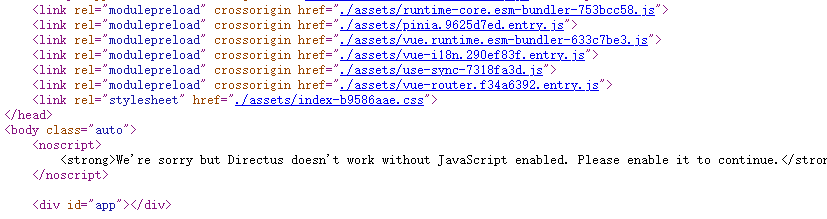 <link rel="modulepreload" crossorigin href="./assets/runtime-core.esm-bundler-753bcc58.js">
<link rel="modulepreload" crossorigin href="./assets/pinia.9625d7ed.entry.js">
<link rel="modulepreload" crossorigin href="./assets/vue.runtime.esm-bundler-633c7be3.js">
<link rel="modulepreload" crossorigin href="./assets/vue-i18n.290ef83f.entry.js">
<link rel="modulepreload" crossorigin href="./assets/use-sync-7318fa3d.js">
<link rel="modulepreload" crossorigin href="./assets/vue-router.f34a6392.entry.js">
<link rel="stylesheet" href="./assets/index-b9586aae.css">
</head>
<body class="auto">
<noscript>
<strong>We're sorry but Directus doesn't work without JavaScript enabled. Please enable it to continue.</stro
</noscript>
<div id="app"></div>